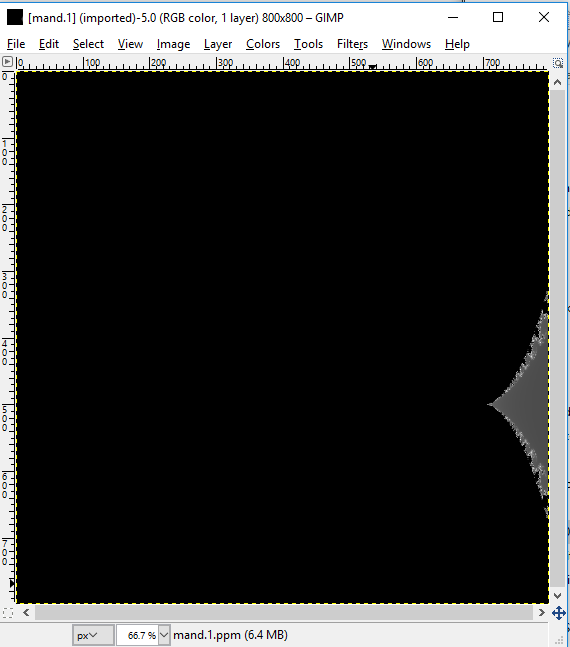 [mand.1] (imported)-5.0 (RGB color, 1 layer) 800x800 – GIMP
File Edit Select View Image Layer Colors Tools Filters Windows Help
0 100 200 300 400 500 600 700
0
100
200
300
400
500
600
700
px 66.7 % mand.1.ppm (6.4 MB)